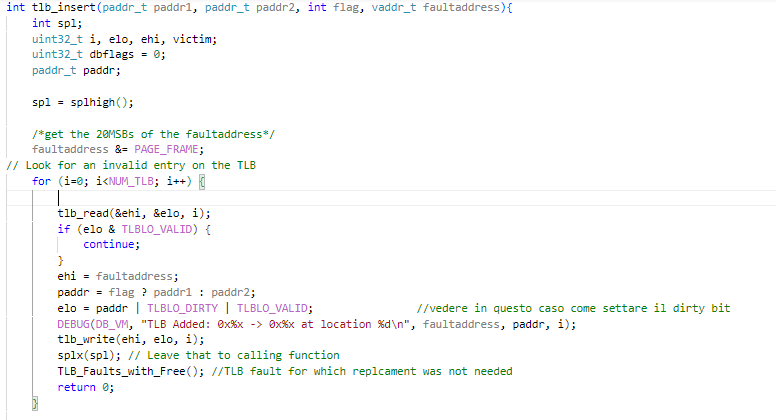 int tlb_insert(paddr_t paddr1, paddr_t paddr2, int flag, vaddr_t faultaddress){
int spl;
uint32_t i, elo, ehi, victim;
uint32_t dbflags = 0;
paddr_t paddr;
spl = splhigh();
/*get the 20MSBs of the faultaddress*/
faultaddress &= PAGE_FRAME;
// Look for an invalid entry on the TLB
for (i=0; i<NUM_TLB; i++) {
tlb_read(&ehi, &elo, i);
if (elo & TLBLO_VALID) {
continue;
}
ehi = faultaddress;
paddr = flag ? paddr1 : paddr2;
elo = paddr | TLBLO_DIRTY | TLBLO_VALID; //vedere in questo caso come settare il dirty bit
DEBUG(DB_VM, "TLB Added: 0x%x -> 0x%x at location %d\n", faultaddress, paddr, i);
tlb_write(ehi, elo, i);
splx(spl); // Leave that to calling function
TLB_Faults_with_Free(); //TLB fault for which replcament was not needed
return 0;
}